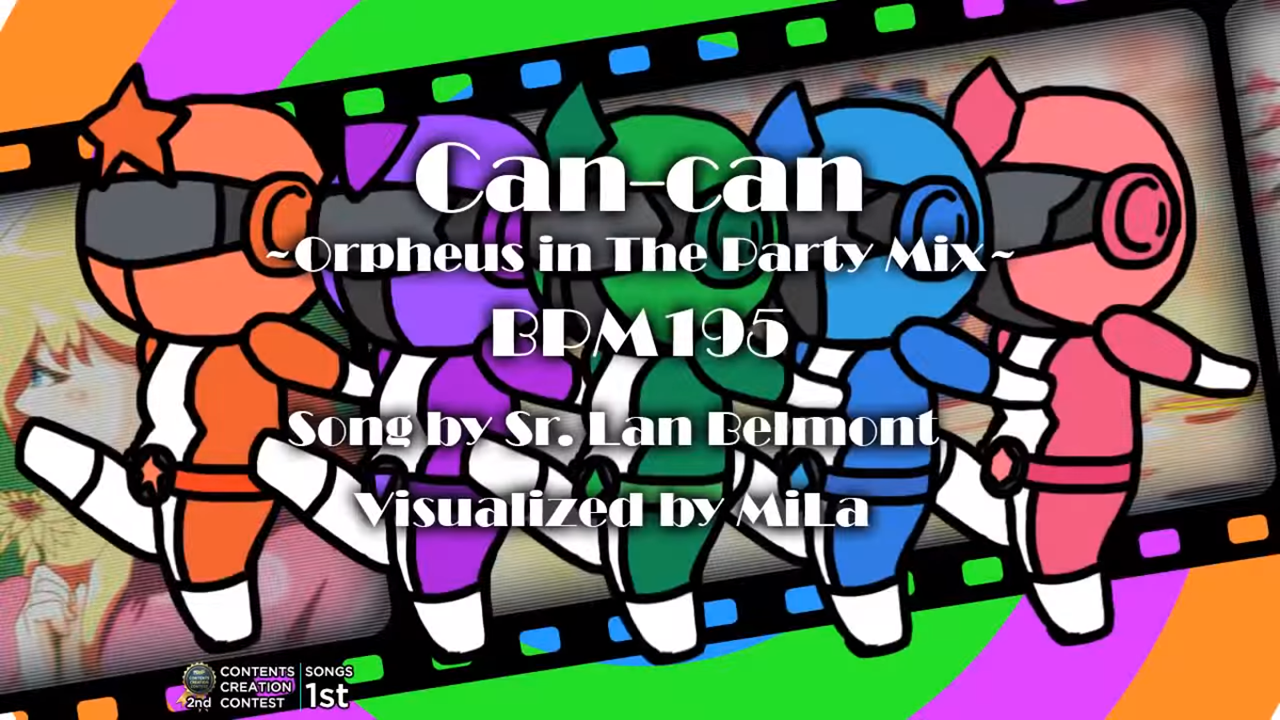 Can-can
~Orpheus in The Party Mix~
BPM195
Song by Sr. Lan Belmont
Visualized by MiLa
2nd
CONTENTS
CREATION
CONTEST
SONGS
1st